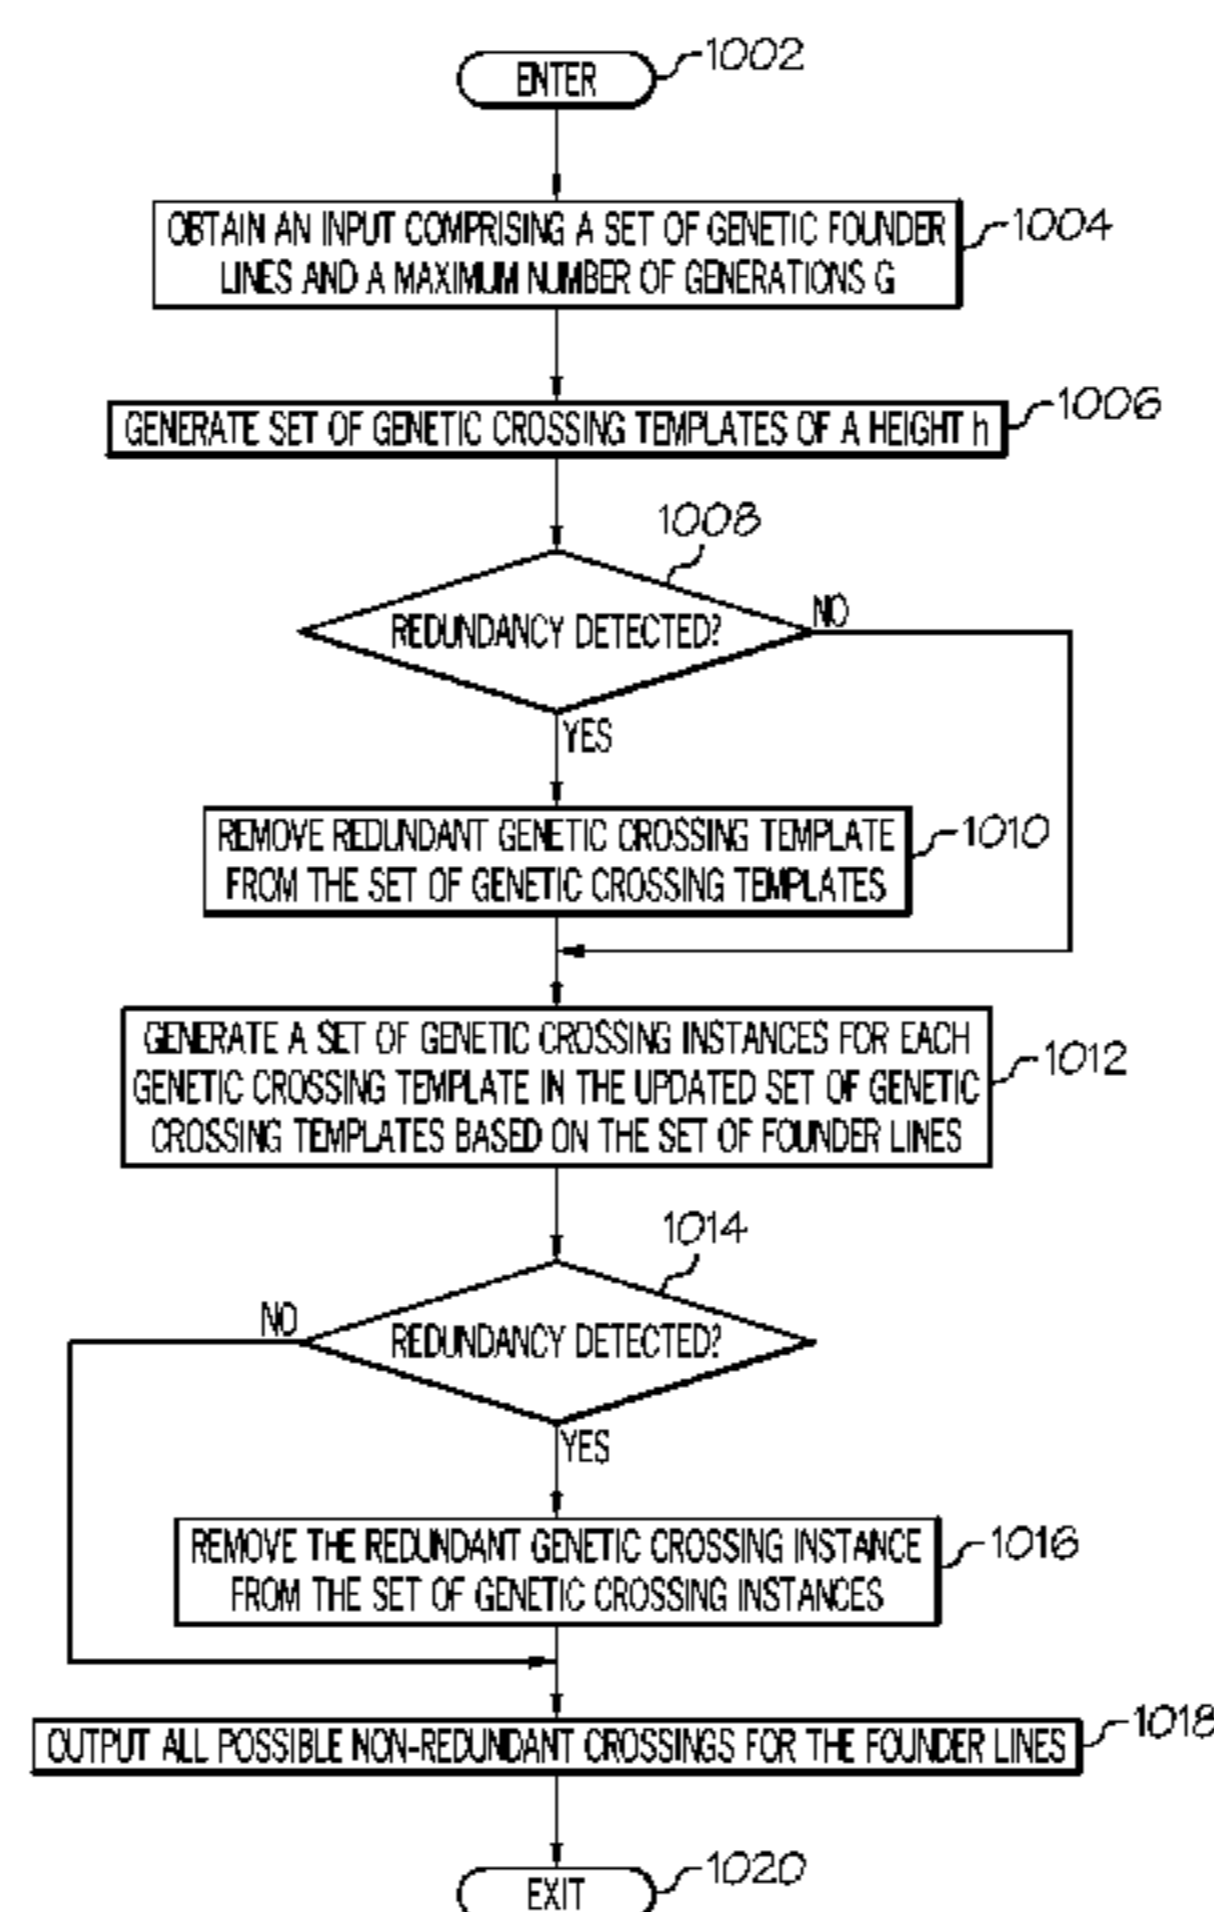 ENTER
1002
OBTAIN AN INPUT COMPRISING A SET OF GENETIC FOUNDER
LINES AND A MAXIMUM NUMBER OF GENERATIONS G
1004
GENERATE SET OF GENETIC CROSSING TEMPLATES OF A HEIGHT h
1006
1008
REDUNDANCY DETECTED?
NO
YES
REMOVE REDUNDANT GENETIC CROSSING TEMPLATE
FROM THE SET OF GENETIC CROSSING TEMPLATES
1010
GENERATE A SET OF GENETIC CROSSING INSTANCES FOR EACH
GENETIC CROSSING TEMPLATE IN THE UPDATED SET OF GENETIC
CROSSING TEMPLATES BASED ON THE SET OF FOUNDER LINES
1012
1014
NO
REDUNDANCY DETECTED?
YES
REMOVE THE REDUNDANT GENETIC CROSSING INSTANCE
FROM THE SET OF GENETIC CROSSING INSTANCES
1016
OUTPUT ALL POSSIBLE NON-REDUNDANT CROSSINGS FOR THE FOUNDER LINES
1018
EXIT
1020